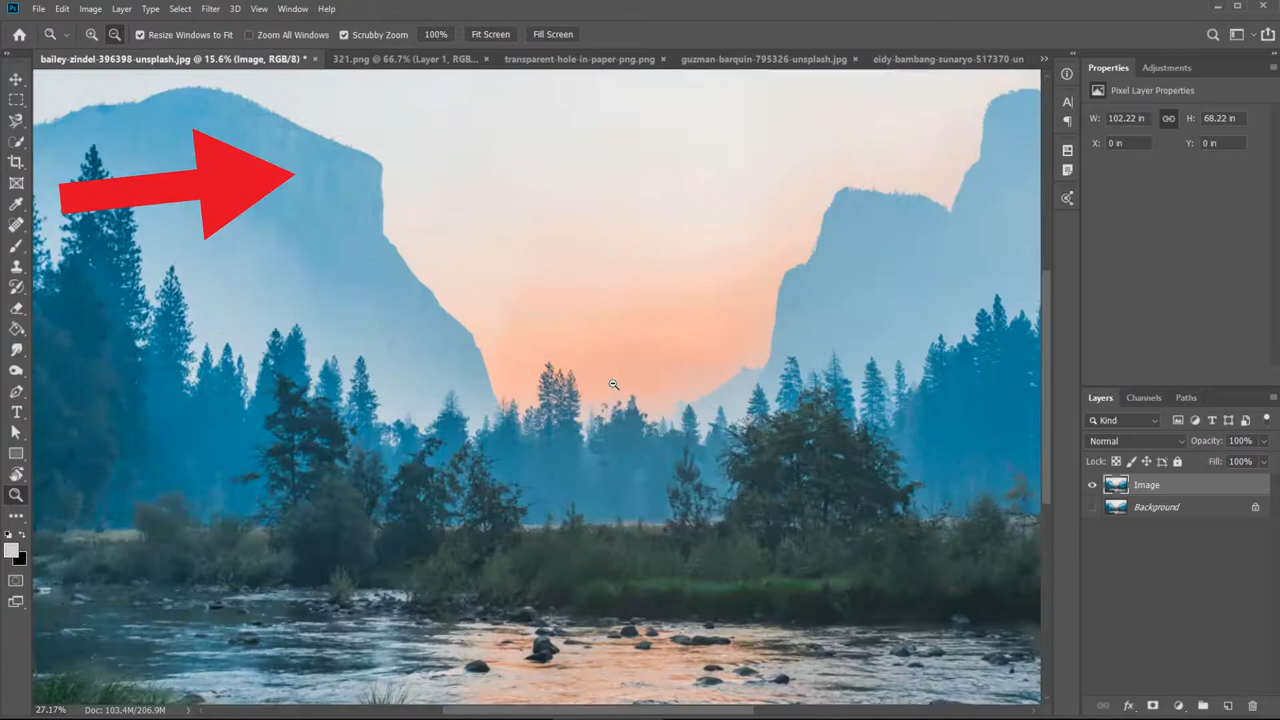 Ps File Edit Image Layer Type Select Filter 3D View Window Help
Resize Windows to Fit Zoom All Windows Scrubby Zoom 100% Fit Screen Fill Screen
bailey-zindel-396398-unsplash.jpg @ 15.6% (Image, RGB/8) * × 321.png @ 66.7% (Layer 1, RGB... × transparent-hole-in-paper-png.png × guzman-barquin-795326-unsplash.jpg × eidy-bambang-sunaryo-517370-un
Properties Adjustments
Pixel Layer Properties
W: 102.22 in H: 68.22 in
X: 0 in Y: 0 in
Layers Channels Paths
Kind
Normal Opacity: 100%
Lock: Fill: 100%
Image
Background
27.17% Doc: 103.4M/206.9M